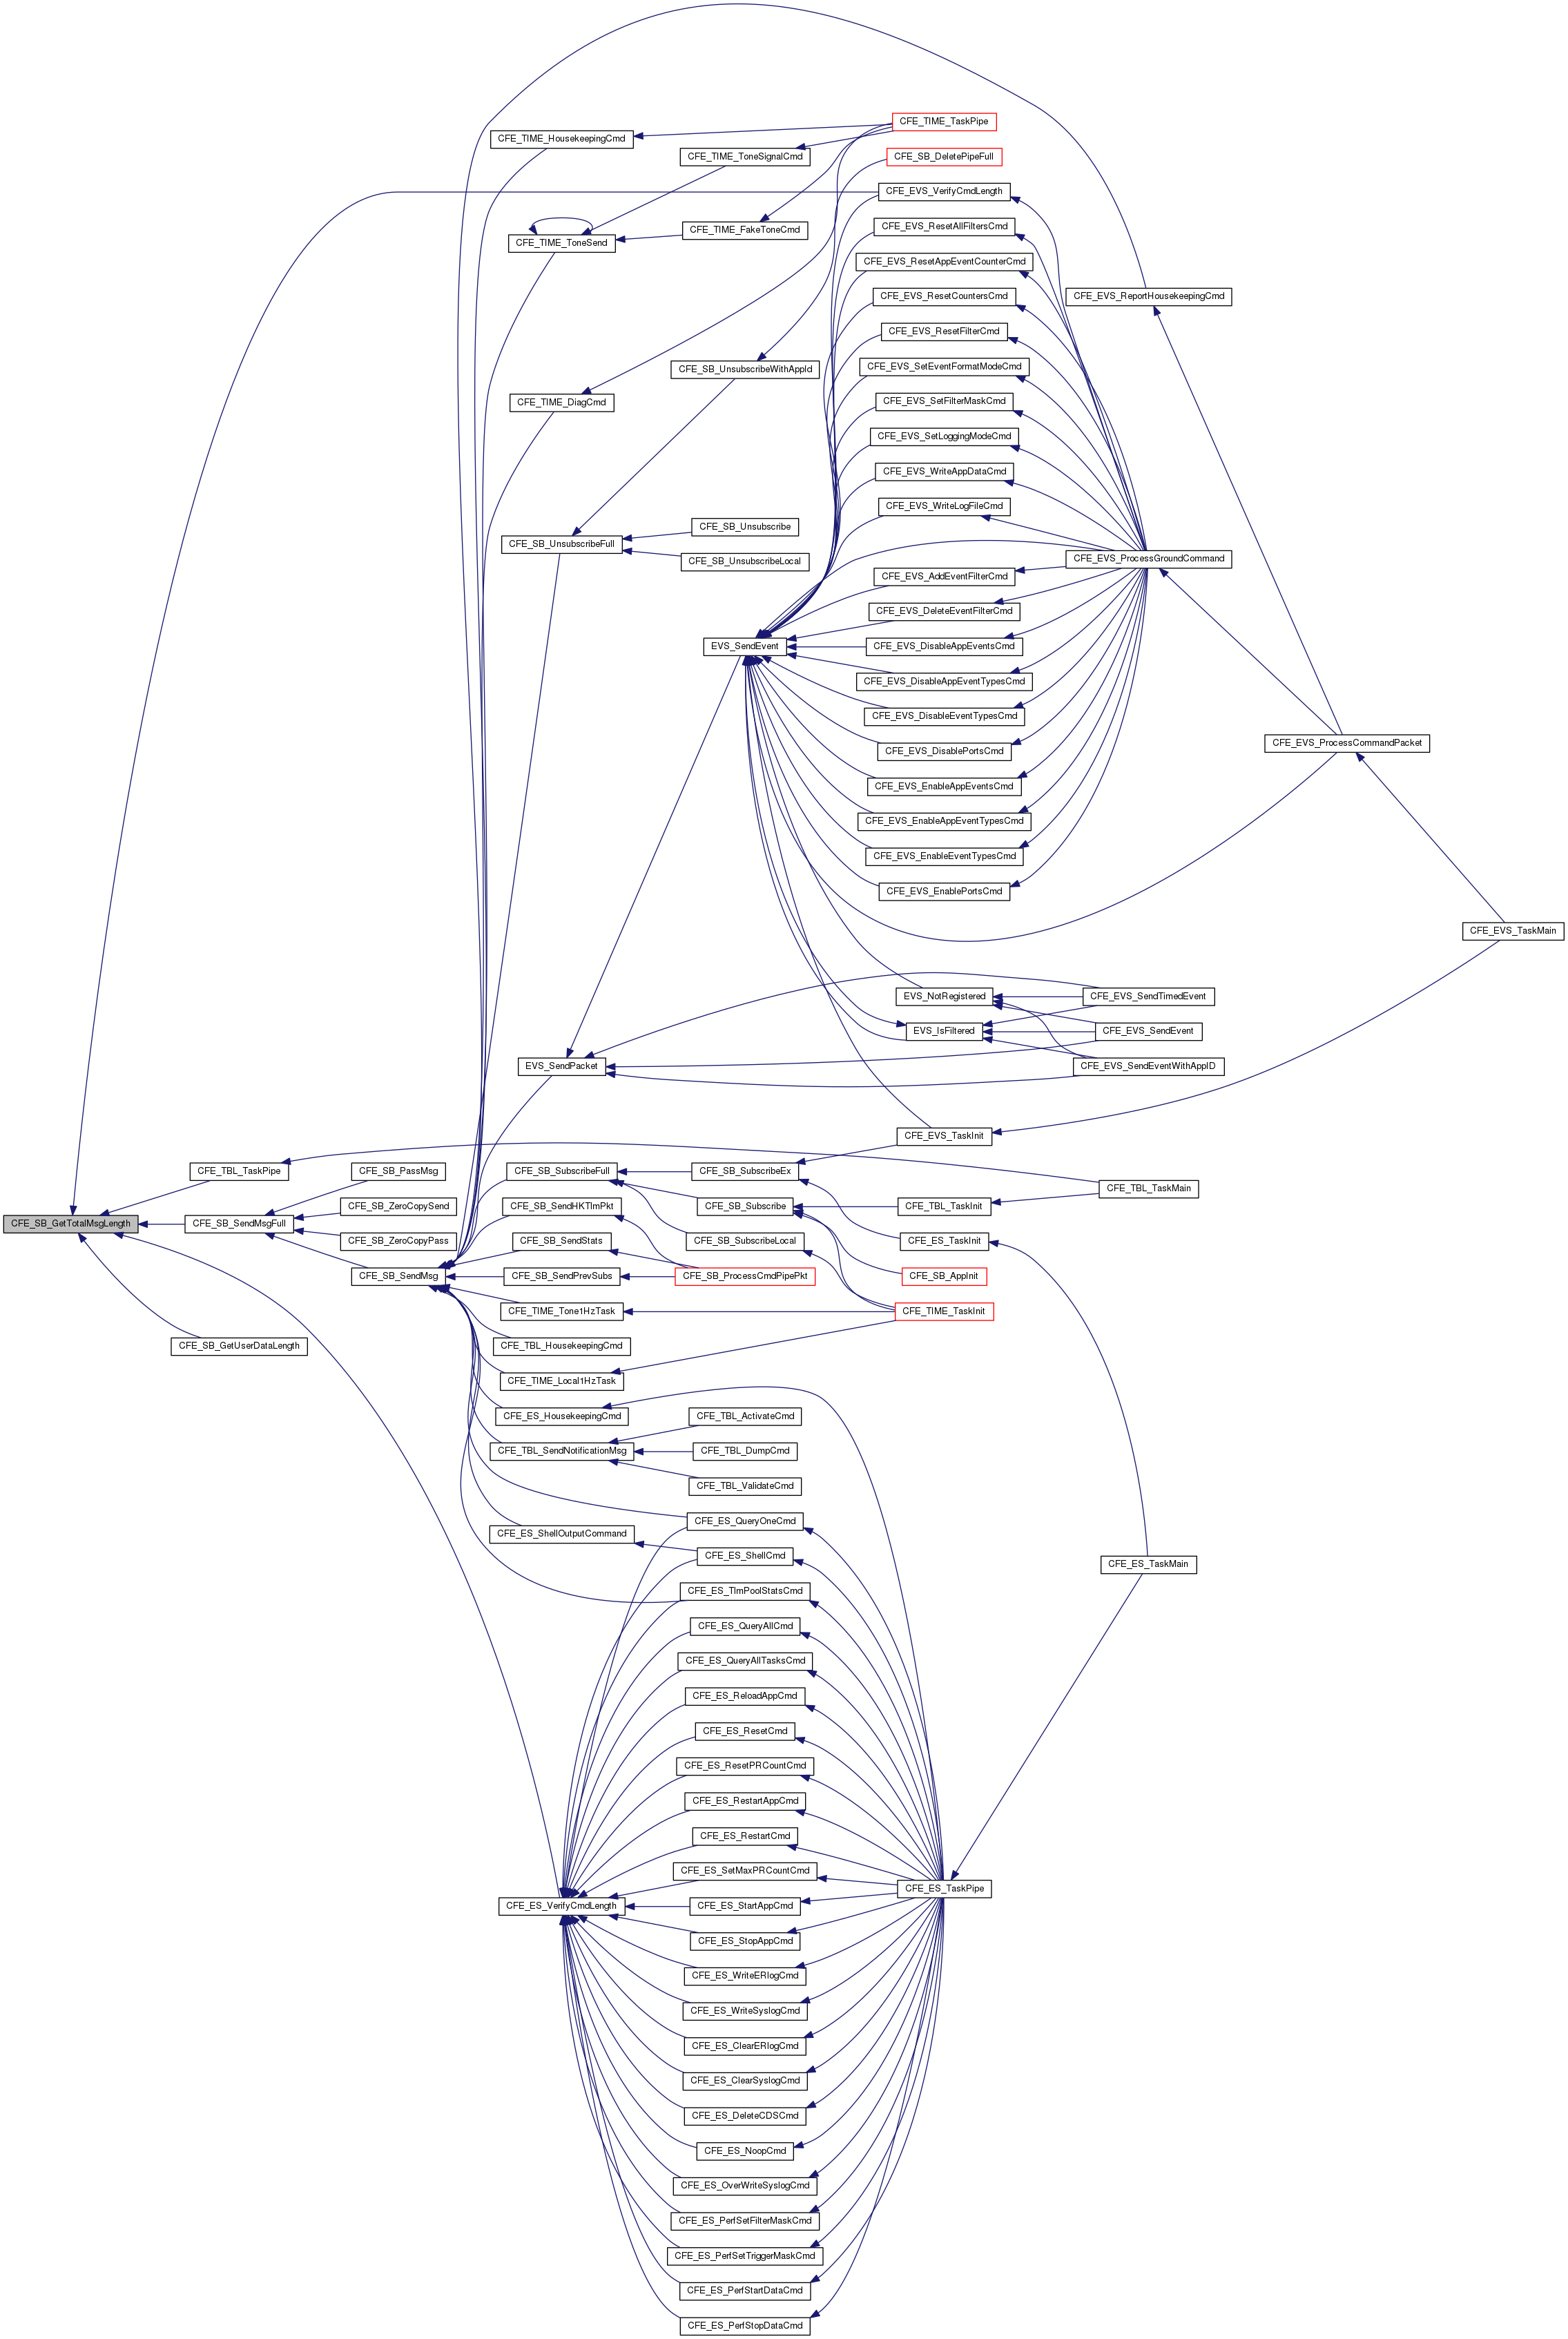 CFE_TIME_TaskPipe
CFE_TIME_HousekeepingCmd
CFE_TIME_ToneSignalCmd
CFE_SB_DeletePipeFull
CFE_EVS_VerifyCmdLength
CFE_EVS_ResetAllFiltersCmd
CFE_TIME_FakeToneCmd
CFE_TIME_ToneSend
CFE_EVS_ResetAppEventCounterCmd
CFE_EVS_ResetCountersCmd
CFE_EVS_ReportHousekeepingCmd
CFE_EVS_ResetFilterCmd
CFE_EVS_SetEventFormatModeCmd
CFE_SB_UnsubscribeWithAppId
CFE_EVS_SetFilterMaskCmd
CFE_TIME_DiagCmd
CFE_EVS_SetLoggingModeCmd
CFE_EVS_WriteAppDataCmd
CFE_EVS_WriteLogFileCmd
CFE_SB_Unsubscribe
CFE_SB_UnsubscribeFull
CFE_SB_UnsubscribeLocal
CFE_EVS_ProcessGroundCommand
CFE_EVS_AddEventFilterCmd
CFE_EVS_DeleteEventFilterCmd
EVS_SendEvent
CFE_EVS_DisableAppEventsCmd
CFE_EVS_DisableAppEventTypesCmd
CFE_EVS_DisableEventTypesCmd
CFE_EVS_ProcessCommandPacket
CFE_EVS_DisablePortsCmd
CFE_EVS_EnableAppEventsCmd
CFE_EVS_EnableAppEventTypesCmd
CFE_EVS_EnableEventTypesCmd
CFE_EVS_EnablePortsCmd
CFE_EVS_TaskMain
EVS_NotRegistered
CFE_EVS_SendTimedEvent
EVS_IsFiltered
CFE_EVS_SendEvent
EVS_SendPacket
CFE_EVS_SendEventWithAppID
CFE_EVS_TaskInit
CFE_TBL_TaskPipe
CFE_SB_PassMsg
CFE_SB_SubscribeFull
CFE_SB_SubscribeEx
CFE_TBL_TaskMain
CFE_SB_ZeroCopySend
CFE_SB_SendHKTlmPkt
CFE_SB_Subscribe
CFE_TBL_TaskInit
CFE_SB_GetTotalMsgLength
CFE_SB_SendMsgFull
CFE_SB_ZeroCopyPass
CFE_SB_SendStats
CFE_SB_SubscribeLocal
CFE_ES_TaskInit
CFE_SB_SendMsg
CFE_SB_SendPrevSubs
CFE_SB_ProcessCmdPipePkt
CFE_SB_AppInit
CFE_TIME_Tone1HzTask
CFE_TIME_TaskInit
CFE_SB_GetUserDataLength
CFE_TBL_HousekeepingCmd
CFE_TIME_Local1HzTask
CFE_ES_HousekeepingCmd
CFE_TBL_ActivateCmd
CFE_TBL_SendNotificationMsg
CFE_TBL_DumpCmd
CFE_TBL_ValidateCmd
CFE_ES_QueryOneCmd
CFE_ES_ShellOutputCommand
CFE_ES_ShellCmd
CFE_ES_TaskMain
CFE_ES_TlmPoolStatsCmd
CFE_ES_QueryAllCmd
CFE_ES_QueryAllTasksCmd
CFE_ES_ReloadAppCmd
CFE_ES_ResetCmd
CFE_ES_ResetPRCountCmd
CFE_ES_RestartAppCmd
CFE_ES_RestartCmd
CFE_ES_SetMaxPRCountCmd
CFE_ES_TaskPipe
CFE_ES_VerifyCmdLength
CFE_ES_StartAppCmd
CFE_ES_StopAppCmd
CFE_ES_WriteERlogCmd
CFE_ES_WriteSyslogCmd
CFE_ES_ClearERlogCmd
CFE_ES_ClearSyslogCmd
CFE_ES_DeleteCDSCmd
CFE_ES_NoopCmd
CFE_ES_OverWriteSyslogCmd
CFE_ES_PerfSetFilterMaskCmd
CFE_ES_PerfSetTriggerMaskCmd
CFE_ES_PerfStartDataCmd
CFE_ES_PerfStopDataCmd